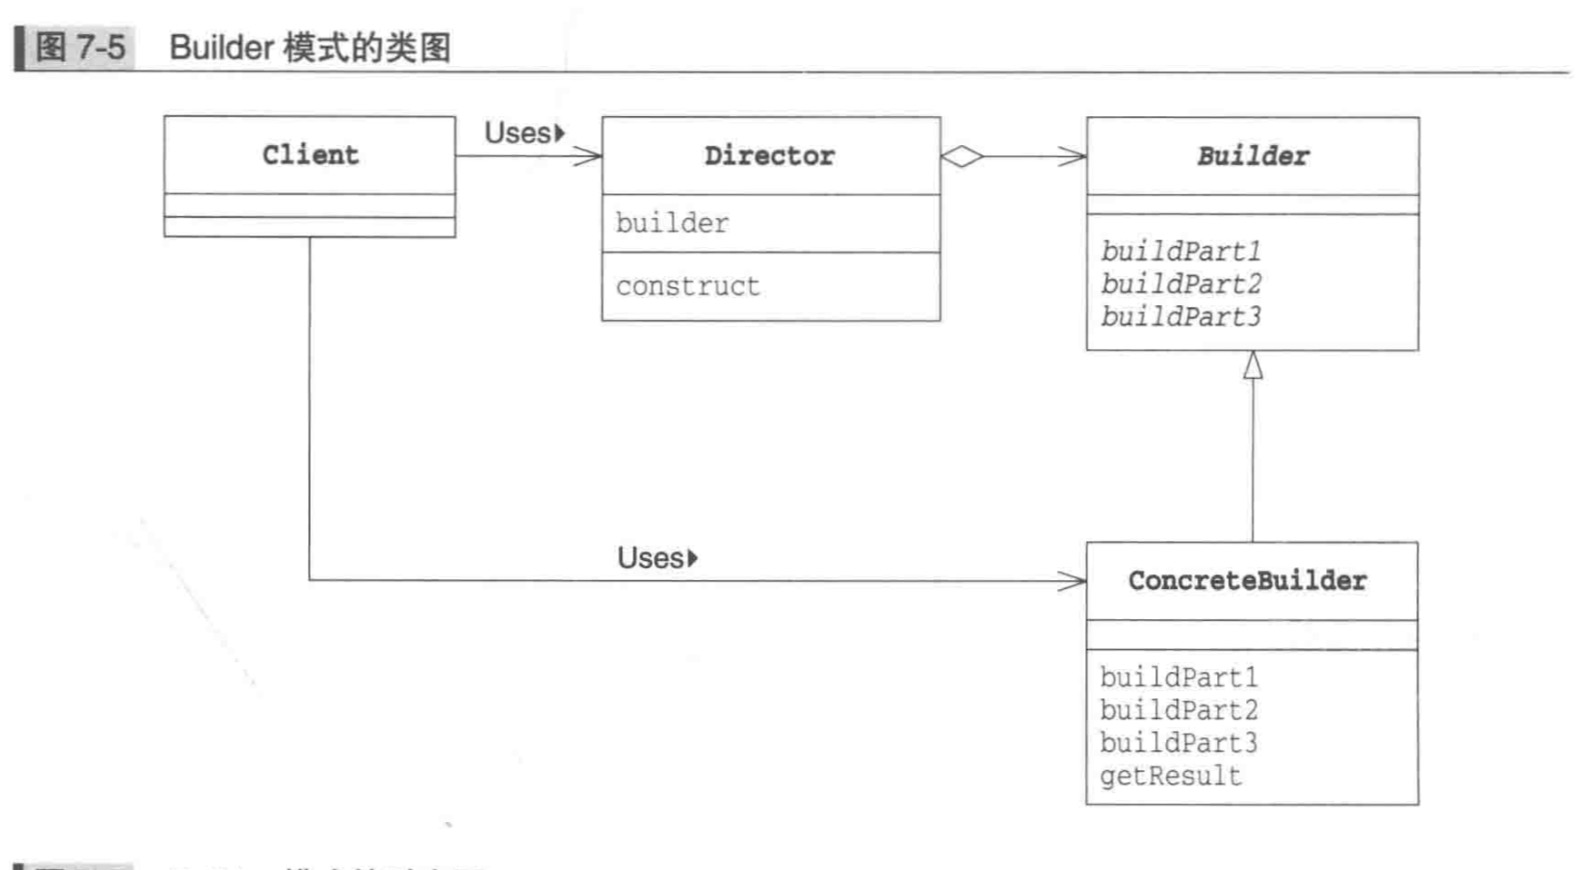 图 7-5 Builder 模式的类图
Client
Uses▶
Director
builder
construct
Builder
buildPart1
buildPart2
buildPart3
Uses▶
ConcreteBuilder
buildPart1
buildPart2
buildPart3
getResult